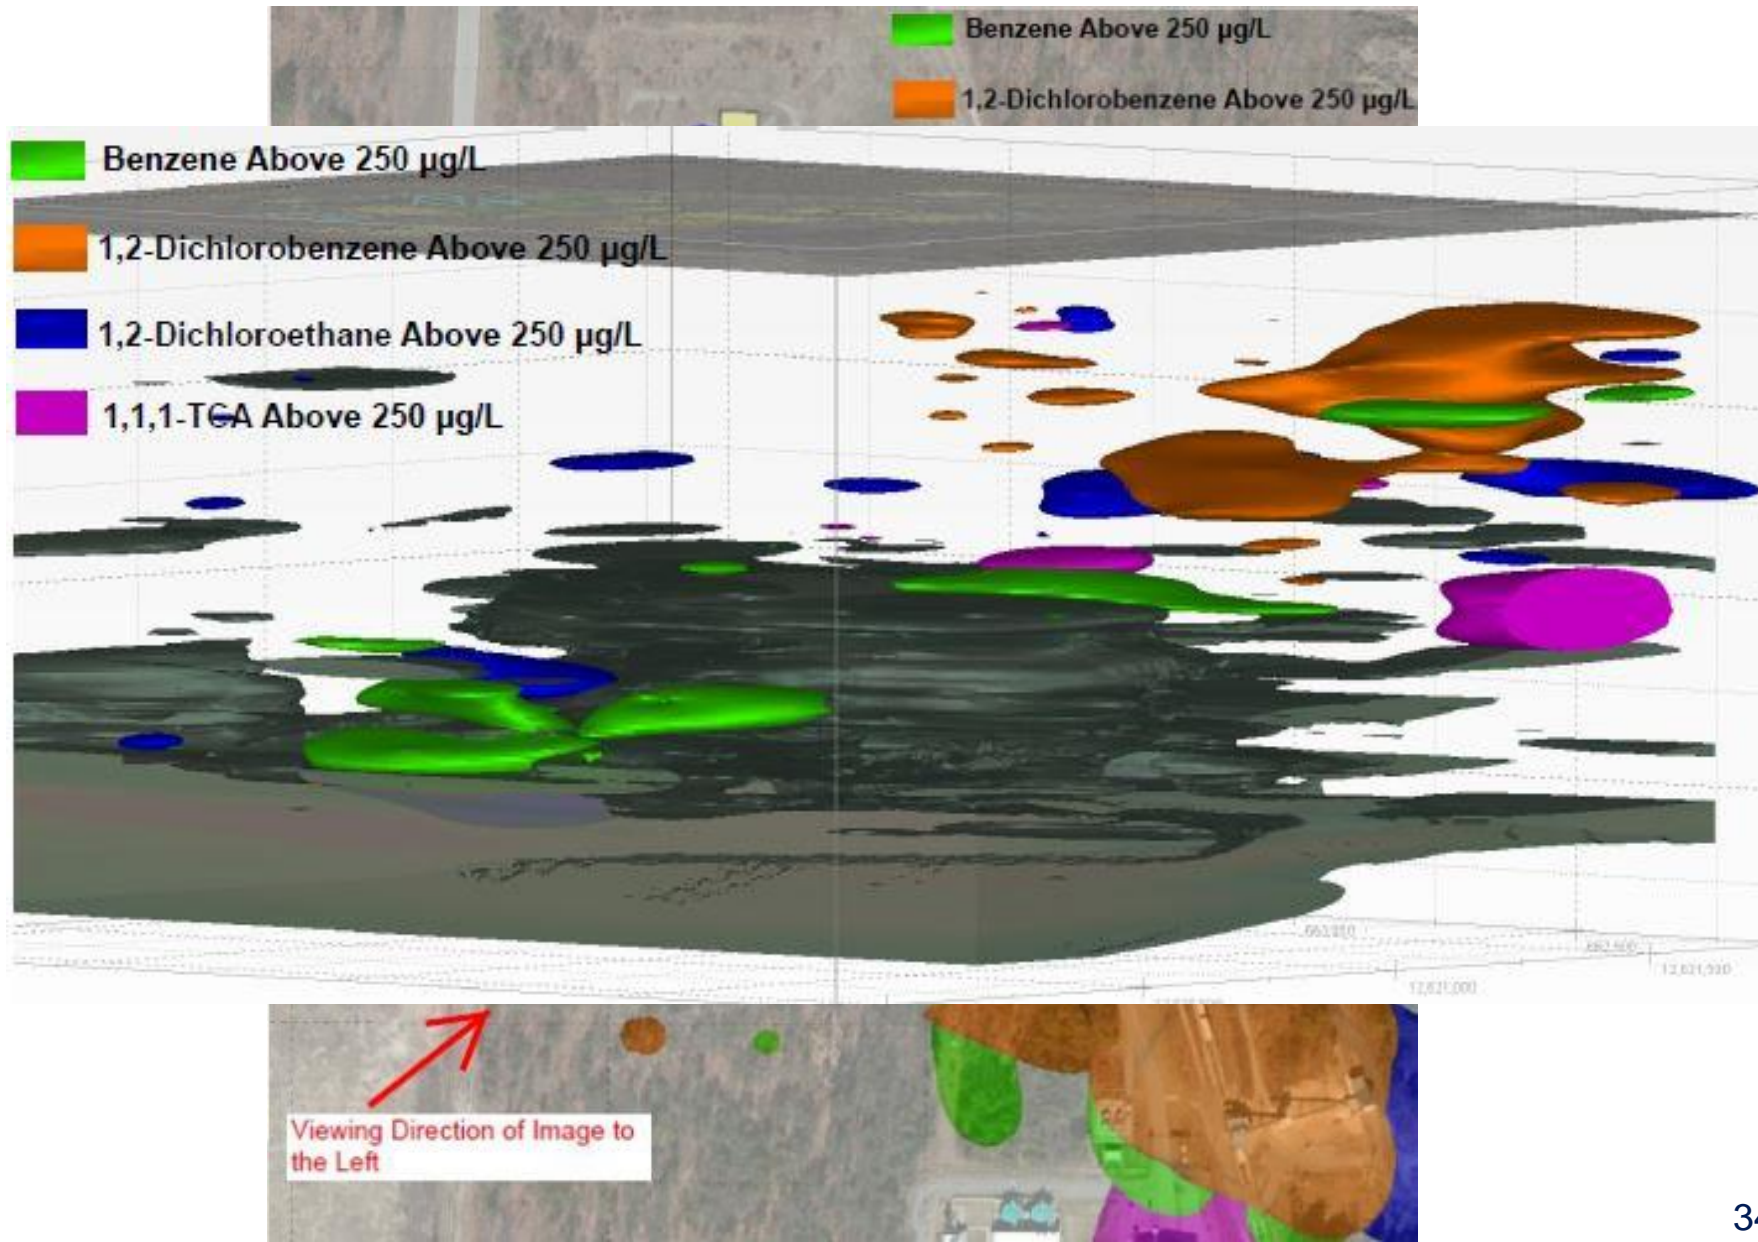 Benzene Above 250 µg/L
1,2-Dichlorobenzene Above 250 µg/L
Benzene Above 250 µg/L
1,2-Dichlorobenzene Above 250 µg/L
1,2-Dichloroethane Above 250 µg/L
1,1,1-TCA Above 250 µg/L
12,621,500
12,621,000
Viewing Direction of Image to
the Left
34